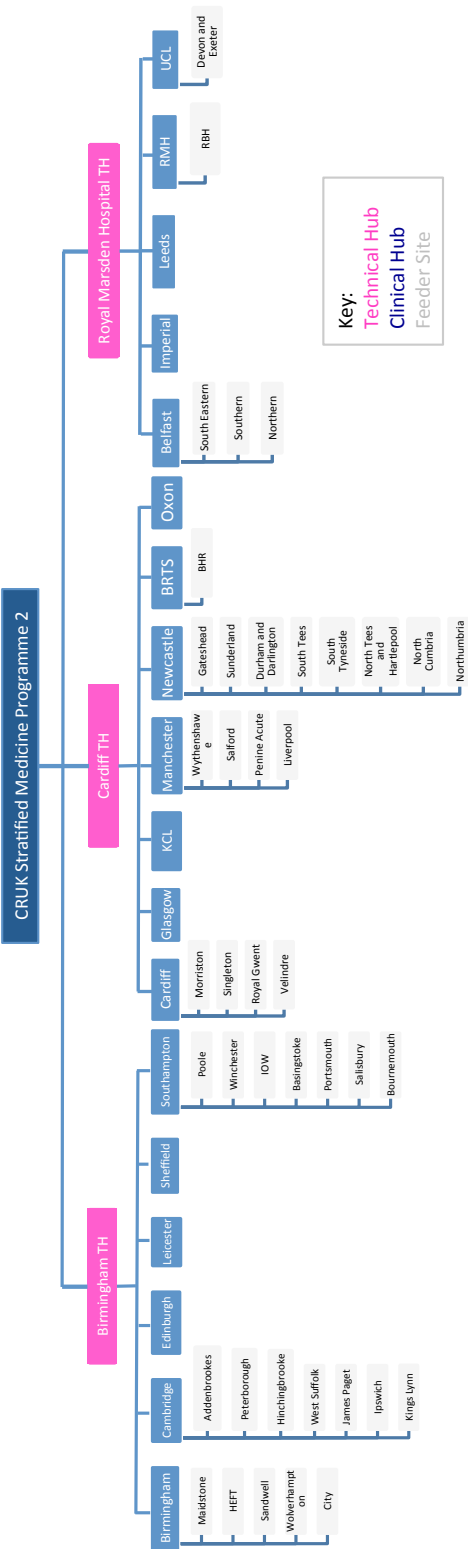 CRUK Stratified Medicine Programme 2
Birmingham TH
Cardiff TH
Royal Marsden Hospital TH
Birmingham
Cambridge
Edinburgh
Leicester
Sheffield
Southampton
Cardiff
Glasgow
KCL
Manchester
Newcastle
BRTS
Oxon
Belfast
Imperial
Leeds
RMH
UCL
Maidstone
HEFT
Sandwell
Wolverhampt
on
City
Addenbrookes
Peterborough
Hinchingbrooke
West Suffolk
James Paget
Ipswich
Kings Lynn
Poole
Winchester
IOW
Basingstoke
Portsmouth
Salisbury
Bournemouth
Morriston
Singleton
Royal Gwent
Velindre
Wythenshaw
e
Salford
Penine Acute
Liverpool
Gateshead
Sunderland
Durham and
Darlington
South Tees
South
Tyneside
North Tees
and
Hartlepool
North
Cumbria
Northumbria
BHR
South Eastern
Southern
Northern
RBH
Devon and
Exeter
Key:
Technical Hub
Clinical Hub
Feeder Site